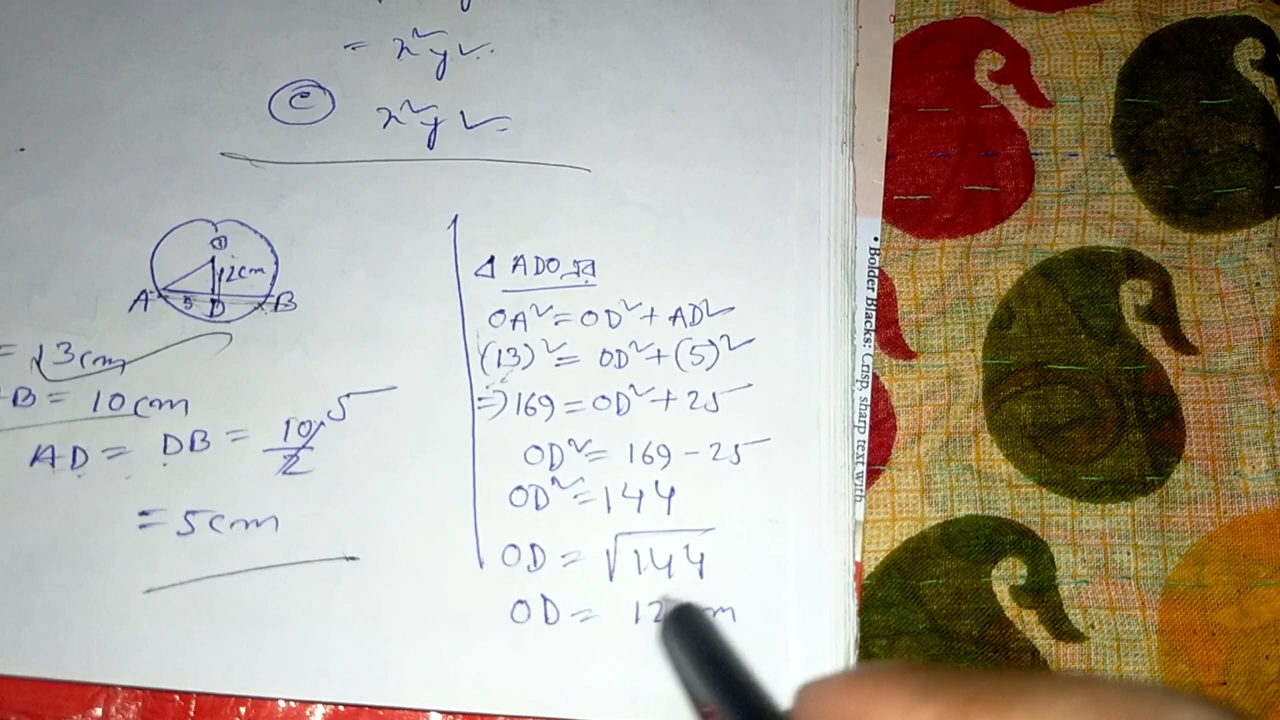 = x²y².
(c) x²y²
O
12cm
A 5 D B
= 13cm
B = 10cm
AD = DB = 10/2 5
= 5cm
△ ADO
OA² = OD² + AD²
(13)² = OD² + (5)²
⇒ 169 = OD² + 25
OD² = 169 - 25
OD² = 144
OD = √144
OD = 12 m
• Bolder Blacks: Crisp, sharp text with